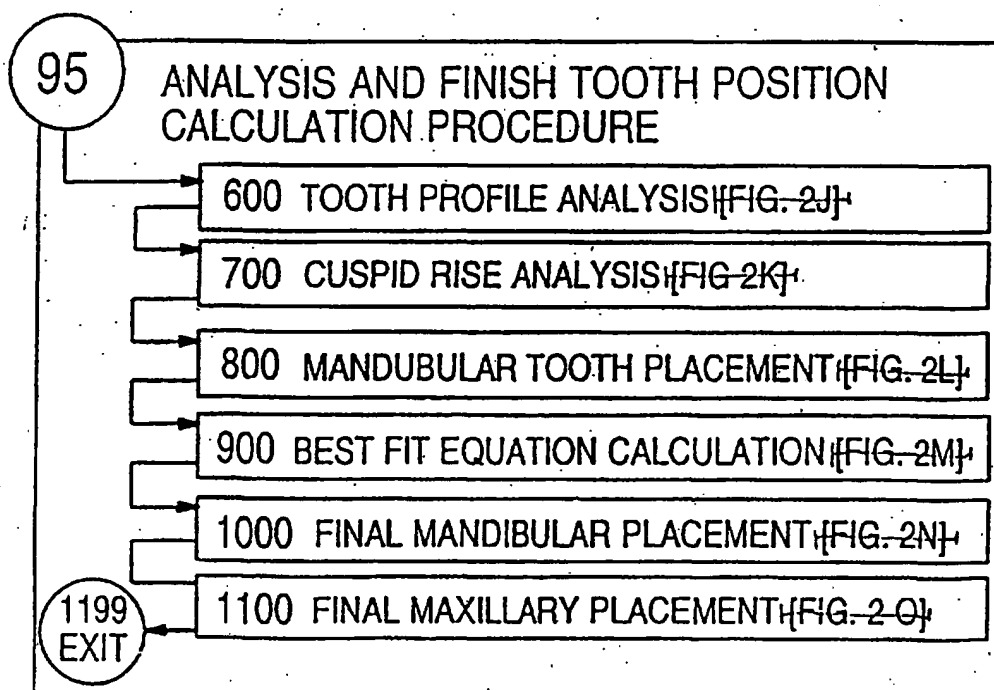 95
ANALYSIS AND FINISH TOOTH POSITION
CALCULATION PROCEDURE
600 TOOTH PROFILE ANALYSIS [FIG. 2J]
700 CUSPID RISE ANALYSIS [FIG 2K]
800 MANDUBULAR TOOTH PLACEMENT [FIG. 2L]
900 BEST FIT EQUATION CALCULATION [FIG. 2M]
1000 FINAL MANDIBULAR PLACEMENT [FIG. 2N]
1100 FINAL MAXILLARY PLACEMENT [FIG. 2-O]
1199
EXIT